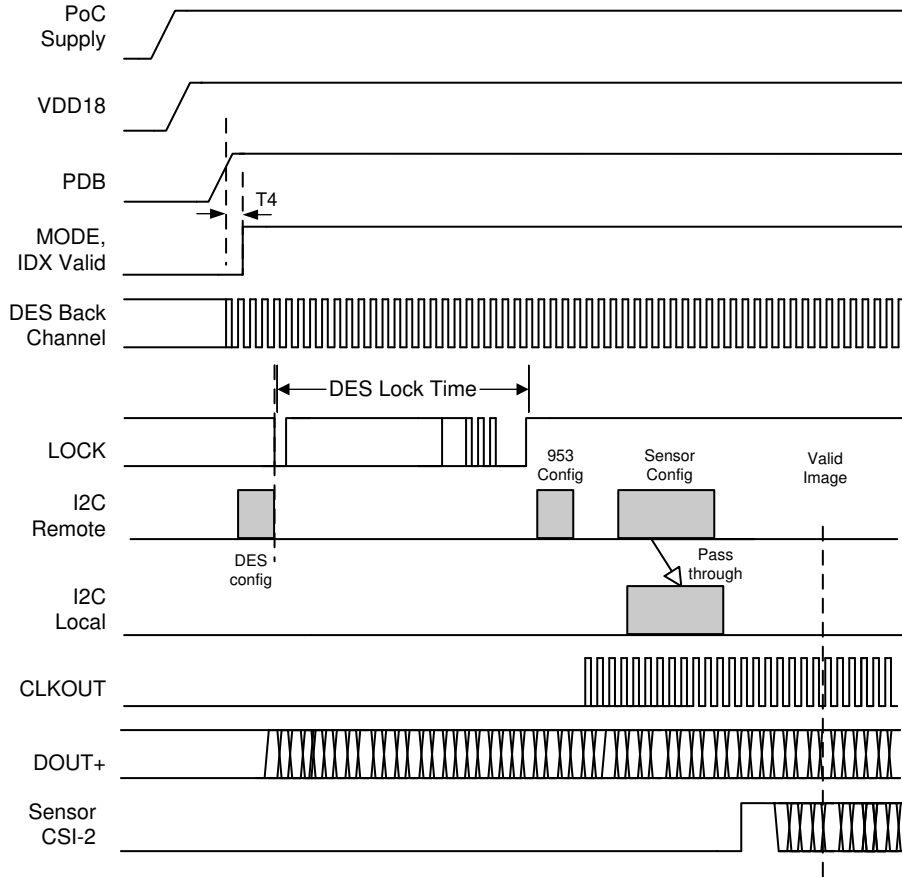 PoC
Supply
VDD18
PDB
T4
MODE,
IDX Valid
DES Back
Channel
DES Lock Time
LOCK
953
Config
Sensor
Config
Valid
Image
I2C
Remote
DES
config
Pass
through
I2C
Local
CLKOUT
DOUT+
Sensor
CSI-2